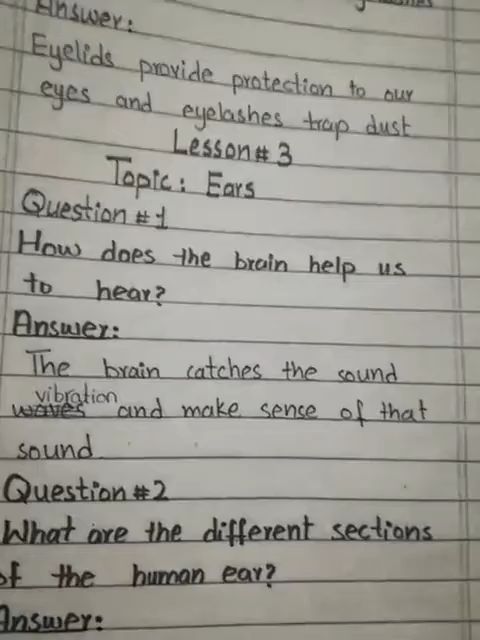 Answer:
Eyelids provide protection to our
eyes and eyelashes trap dust
Lesson# 3
Topic: Ears
Question #1
How does the brain help us
to hear?
Answer:
The brain catches the sound
vibration
waves and make sense of that
sound
Question #2
What are the different sections
of the human ear?
Answer: